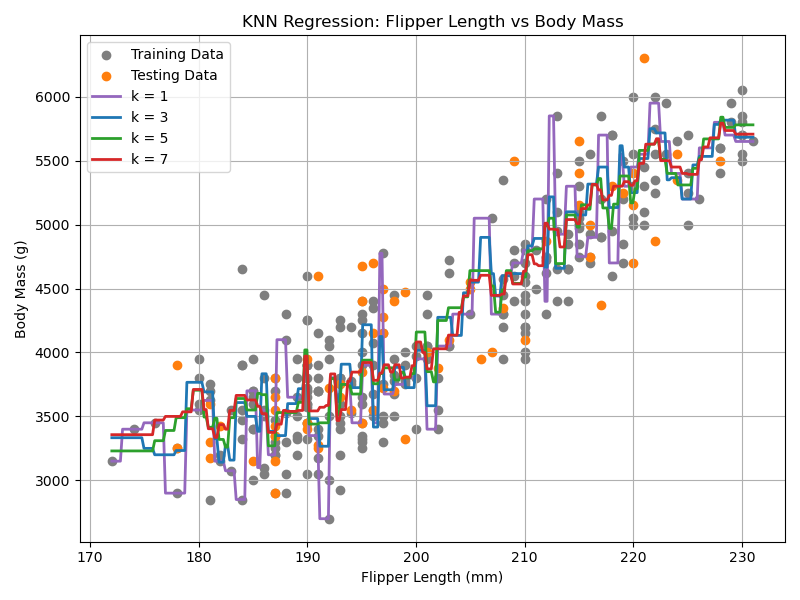 KNN Regression: Flipper Length vs Body Mass
Training Data
Testing Data
k = 1
k = 3
k = 5
k = 7
Body Mass (g)
6000
5500
5000
4500
4000
3500
3000
170 180 190 200 210 220 230
Flipper Length (mm)